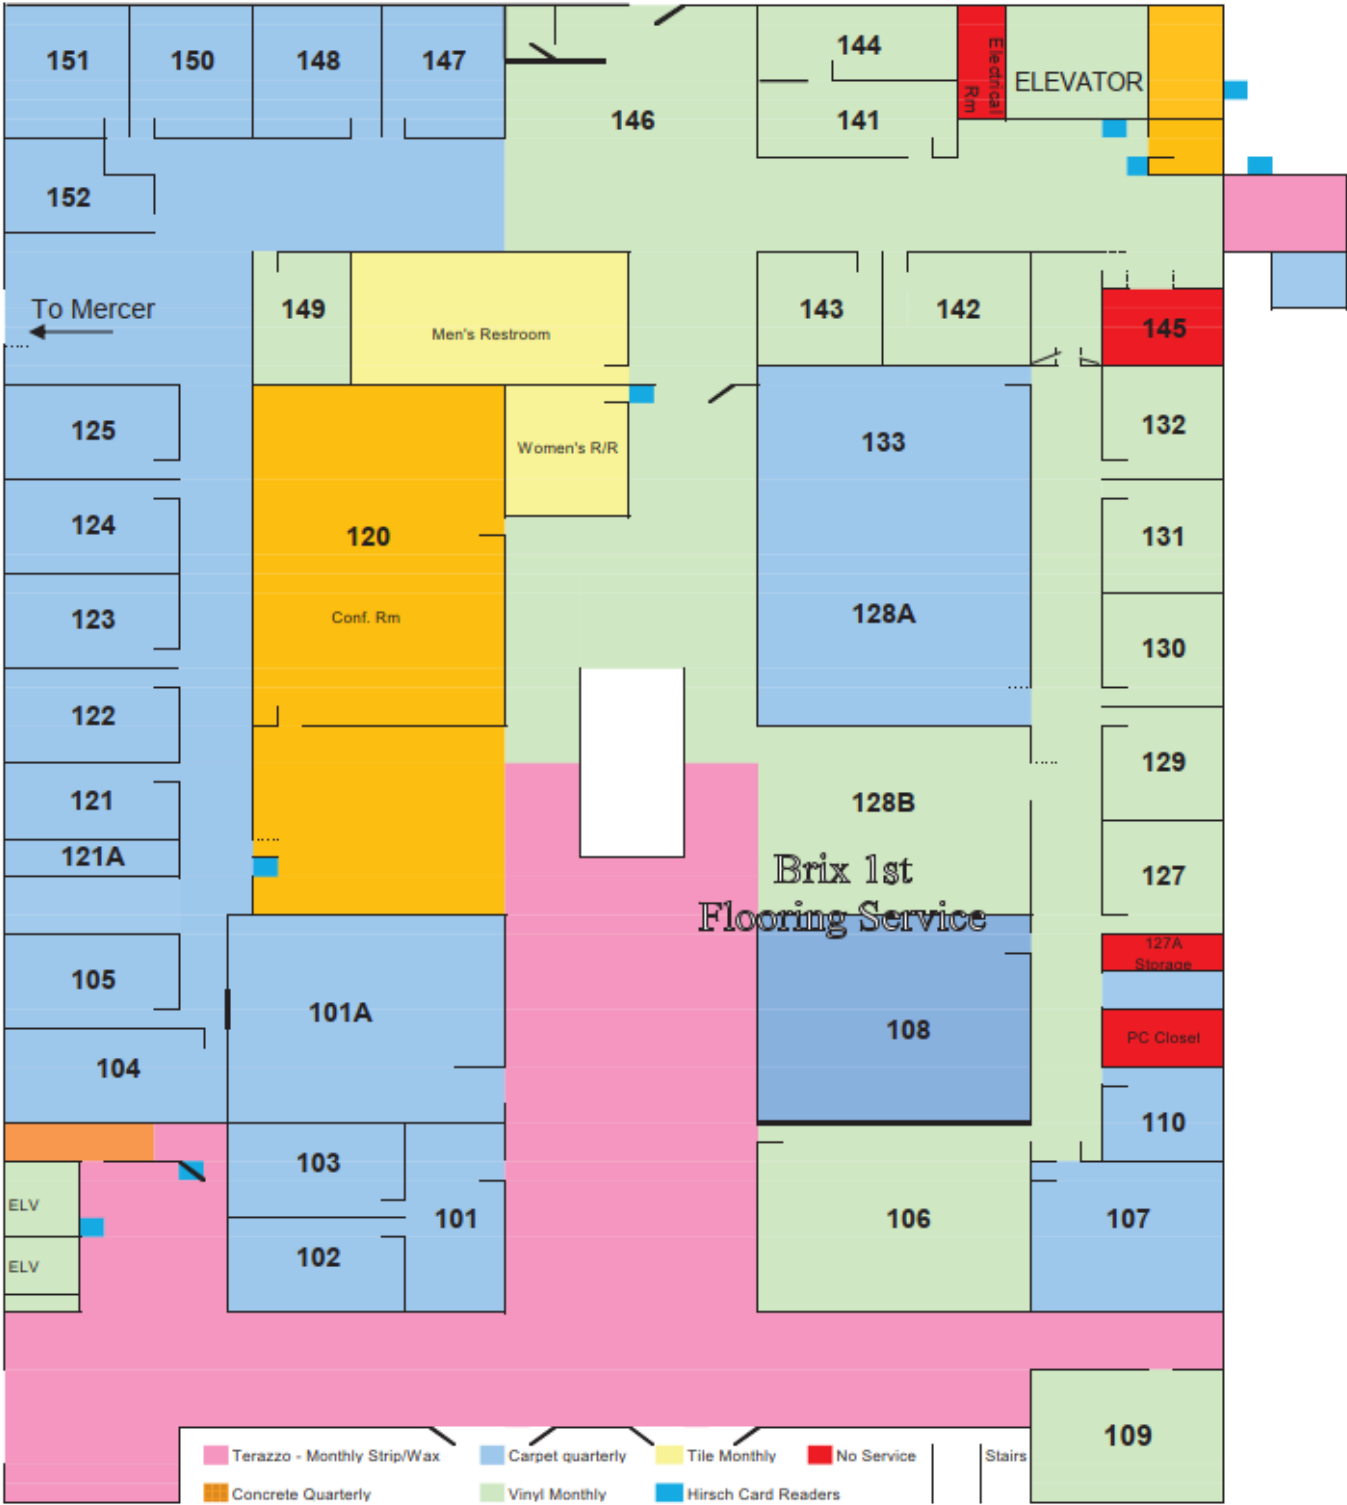 151 150 148 147 144 Electrical Rm ELEVATOR
146 141
152
To Mercer 149 Men's Restroom 143 142 145
125 Women's R/R 133 132
124 120 131
123 Conf. Rm 128A 130
122 129
121 128B
121A Brix 1st 127
Flooring Service
127A
Storage
105 101A 108 PC Closet
104 110
103
ELV 101 106 107
102
ELV
109
Terazzo - Monthly Strip/Wax Carpet quarterly Tile Monthly No Service Stairs
Concrete Quarterly Vinyl Monthly Hirsch Card Readers